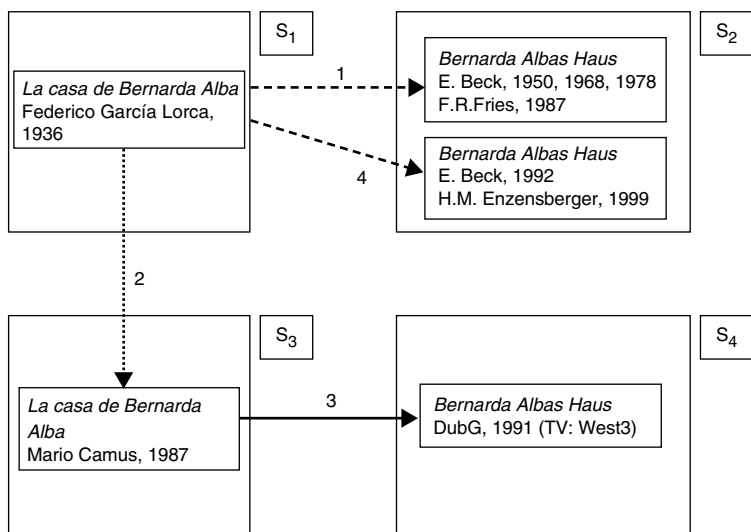 S1
S2
La casa de Bernarda Alba
Federico García Lorca,
1936
1
Bernarda Albas Haus
E. Beck, 1950, 1968, 1978
F.R.Fries, 1987
4
Bernarda Albas Haus
E. Beck, 1992
H.M. Enzensberger, 1999
2
S3
S4
La casa de Bernarda
Alba
Mario Camus, 1987
3
Bernarda Albas Haus
DubG, 1991 (TV: West3)